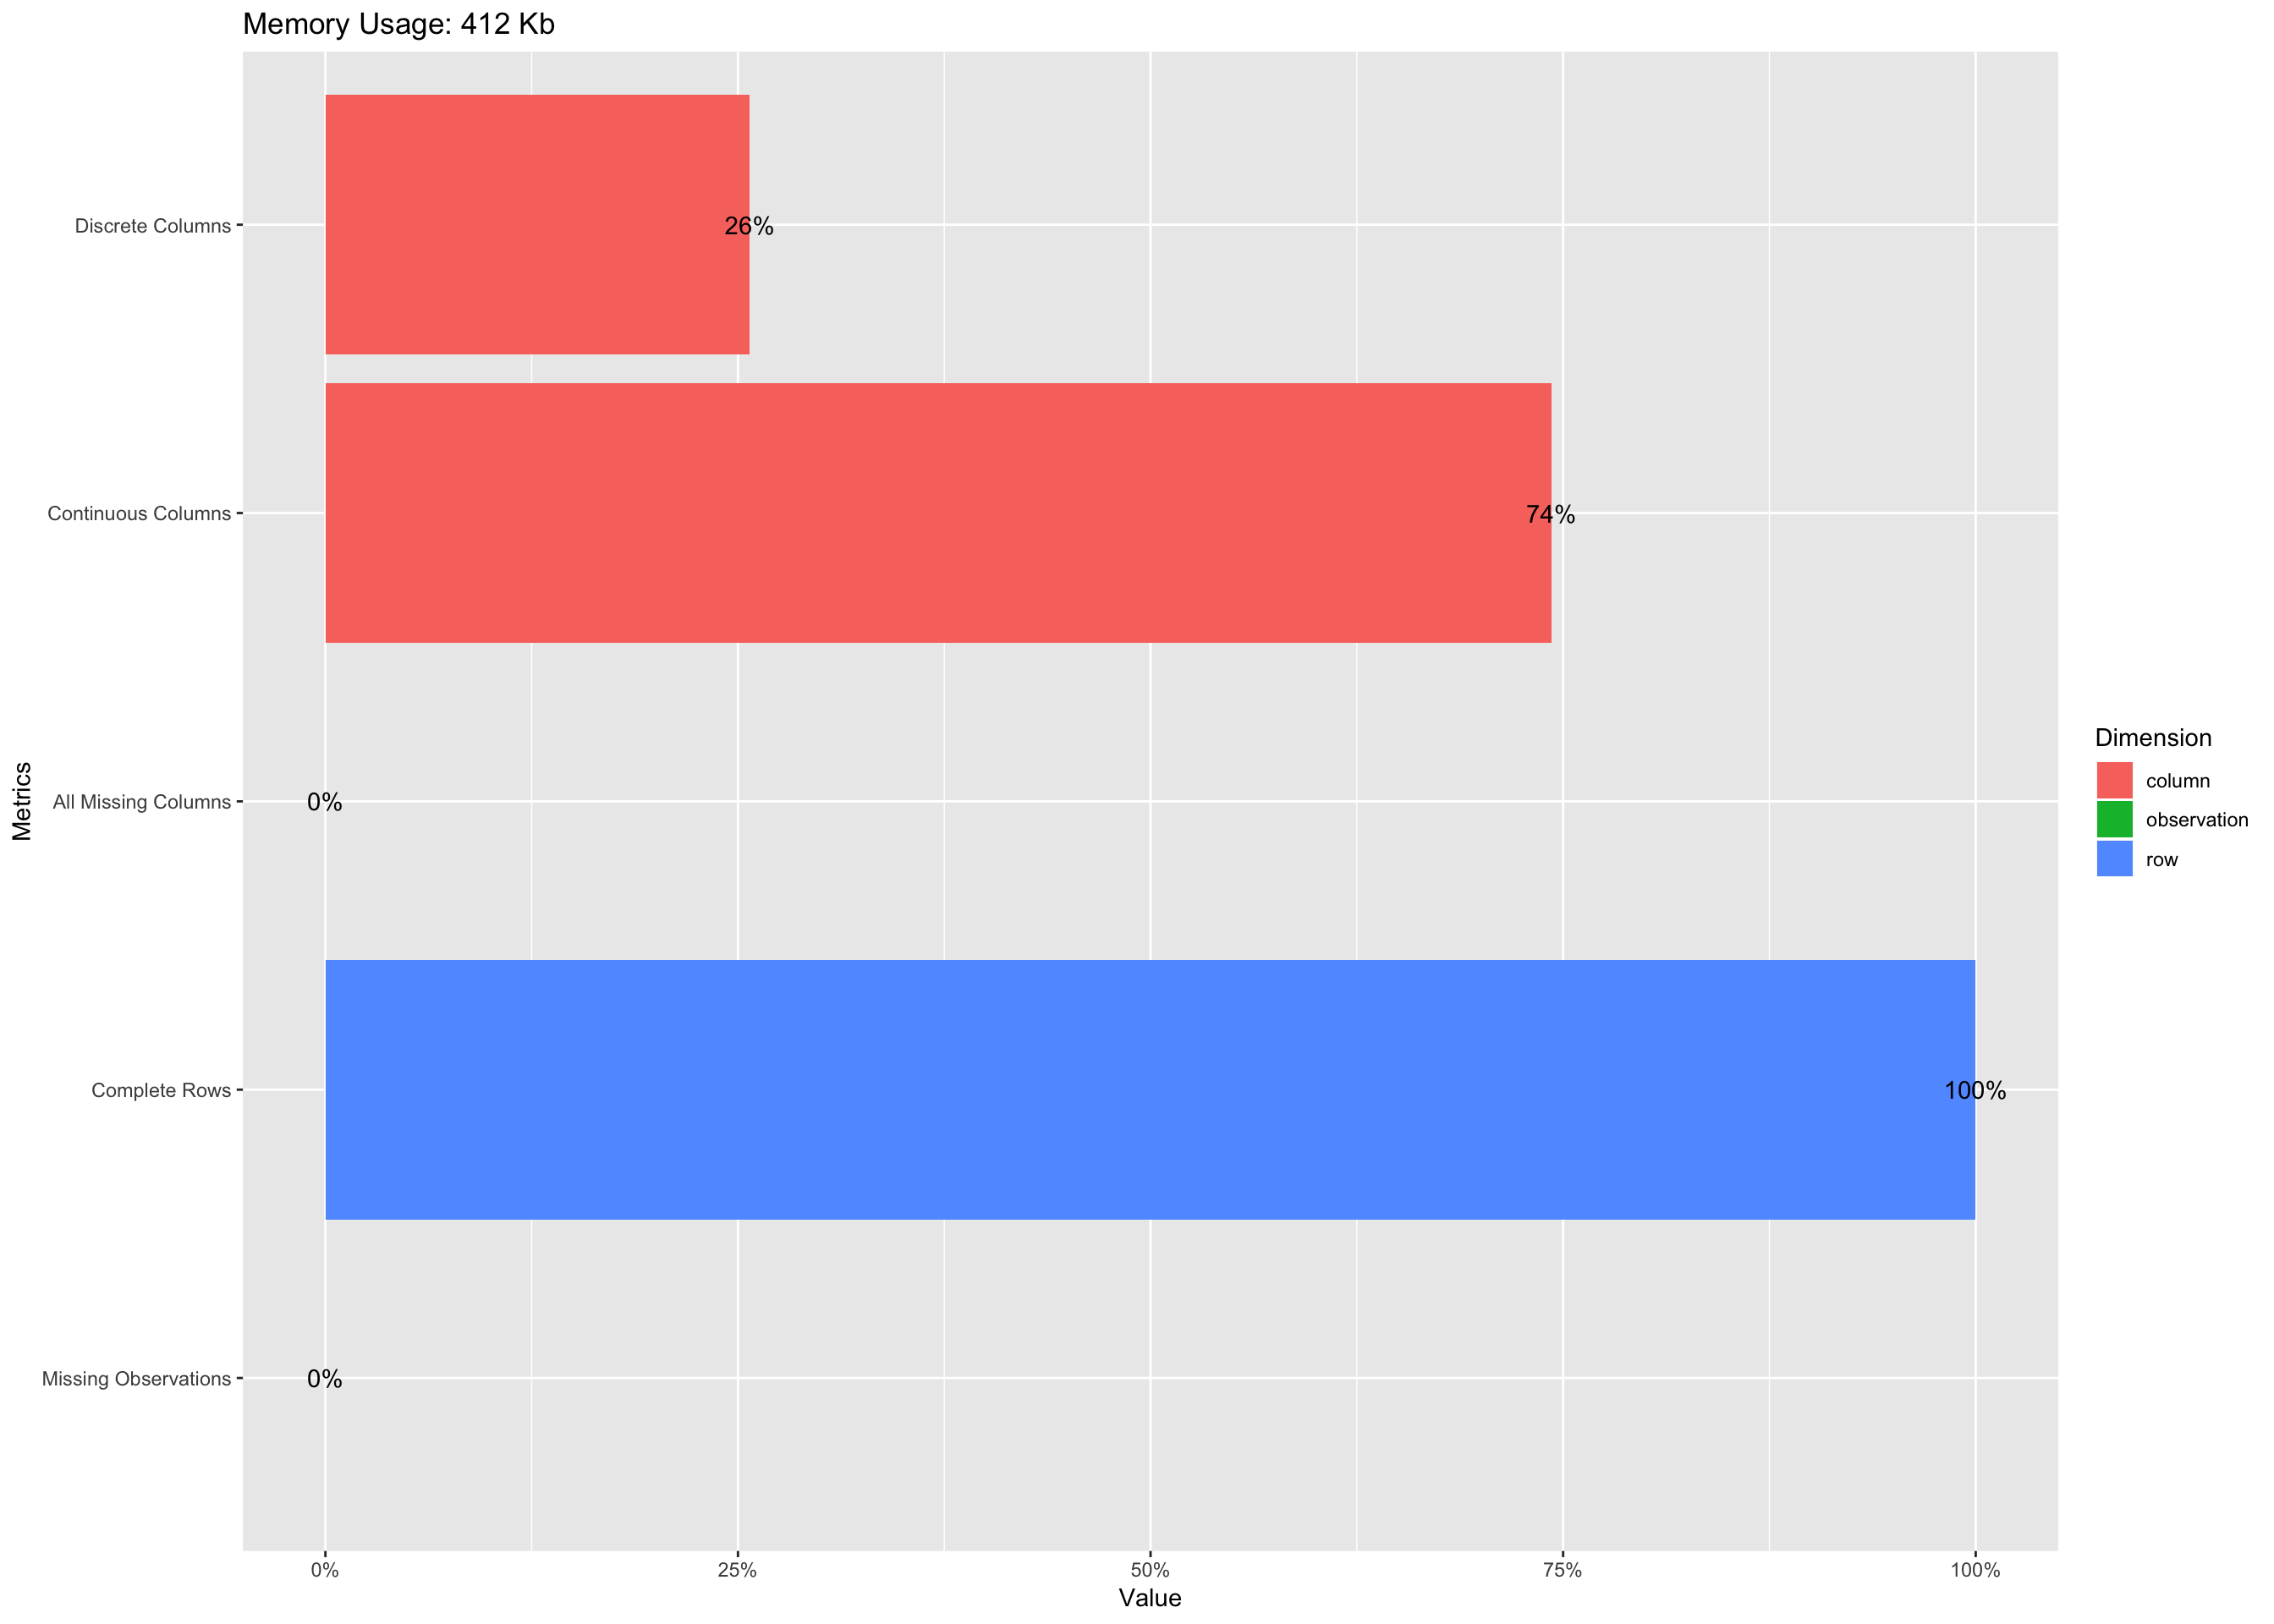 Memory Usage: 412 Kb
Discrete Columns
26%
Continuous Columns
74%
All Missing Columns
0%
Complete Rows
100%
Missing Observations
0%
Metrics
0%
25%
50%
75%
100%
Value
Dimension
column
observation
row